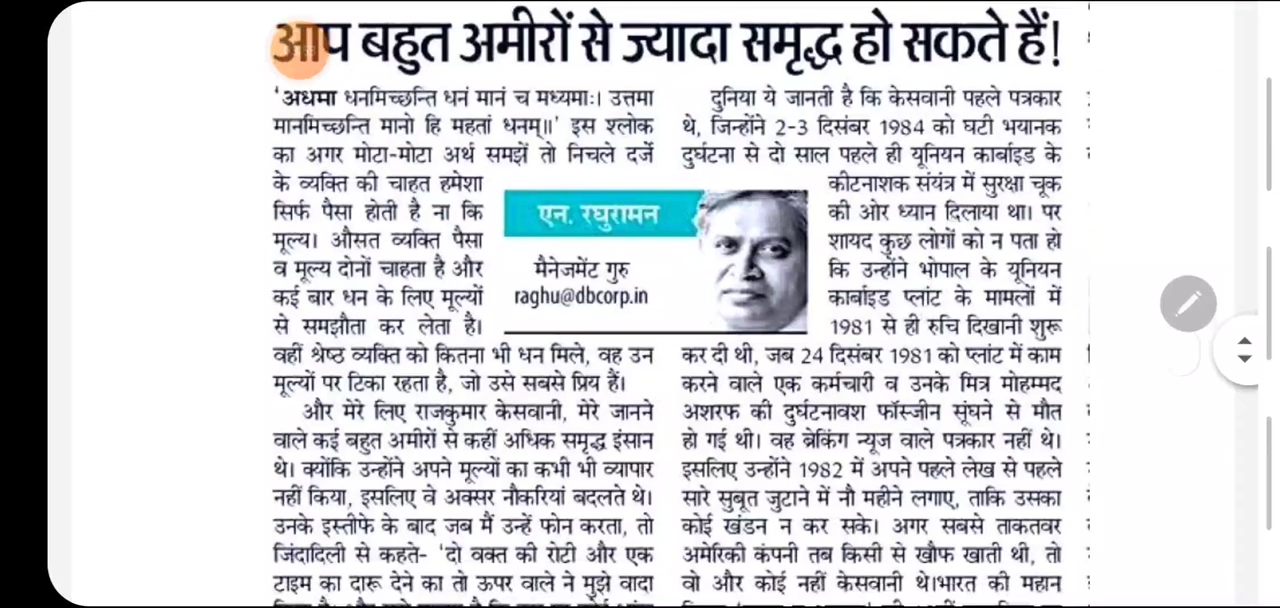 आप बहुत अमीरों से ज्यादा समृद्ध हो सकते हैं!
'अधमा धनमिच्छन्ति धनं मानं च मध्यमाः। उत्तमा
मानमिच्छन्ति मानो हि महतां धनम्॥' इस श्लोक
का अगर मोटा-मोटा अर्थ समझें तो निचले दर्जे
के व्यक्ति की चाहत हमेशा
सिर्फ पैसा होती है ना कि
मूल्य। औसत व्यक्ति पैसा
व मूल्य दोनों चाहता है और
कई बार धन के लिए मूल्यों
से समझौता कर लेता है।
वहीं श्रेष्ठ व्यक्ति को कितना भी धन मिले, वह उन
मूल्यों पर टिका रहता है, जो उसे सबसे प्रिय हैं।
और मेरे लिए राजकुमार केसवानी, मेरे जानने
वाले कई बहुत अमीरों से कहीं अधिक समृद्ध इंसान
थे। क्योंकि उन्होंने अपने मूल्यों का कभी भी व्यापार
नहीं किया, इसलिए वे अक्सर नौकरियां बदलते थे।
उनके इस्तीफे के बाद जब मैं उन्हें फोन करता, तो
जिंदादिली से कहते- 'दो वक्त की रोटी और एक
टाइम का दारू देने का तो ऊपर वाले ने मुझे वादा
एन. रघुरामन
मैनेजमेंट गुरु
raghu@dbcorp.in
दुनिया ये जानती है कि केसवानी पहले पत्रकार
थे, जिन्होंने 2-3 दिसंबर 1984 को घटी भयानक
दुर्घटना से दो साल पहले ही यूनियन कार्बाइड के
कीटनाशक संयंत्र में सुरक्षा चूक
की ओर ध्यान दिलाया था। पर
शायद कुछ लोगों को न पता हो
कि उन्होंने भोपाल के यूनियन
कार्बाइड प्लांट के मामलों में
1981 से ही रुचि दिखानी शुरू
कर दी थी, जब 24 दिसंबर 1981 को प्लांट में काम
करने वाले एक कर्मचारी व उनके मित्र मोहम्मद
अशरफ की दुर्घटनावश फॉस्जीन सूंघने से मौत
हो गई थी। वह ब्रेकिंग न्यूज वाले पत्रकार नहीं थे।
इसलिए उन्होंने 1982 में अपने पहले लेख से पहले
सारे सुबूत जुटाने में नौ महीने लगाए, ताकि उसका
कोई खंडन न कर सके। अगर सबसे ताकतवर
अमेरिकी कंपनी तब किसी से खौफ खाती थी, तो
वो और कोई नहीं केसवानी थे।भारत की महान